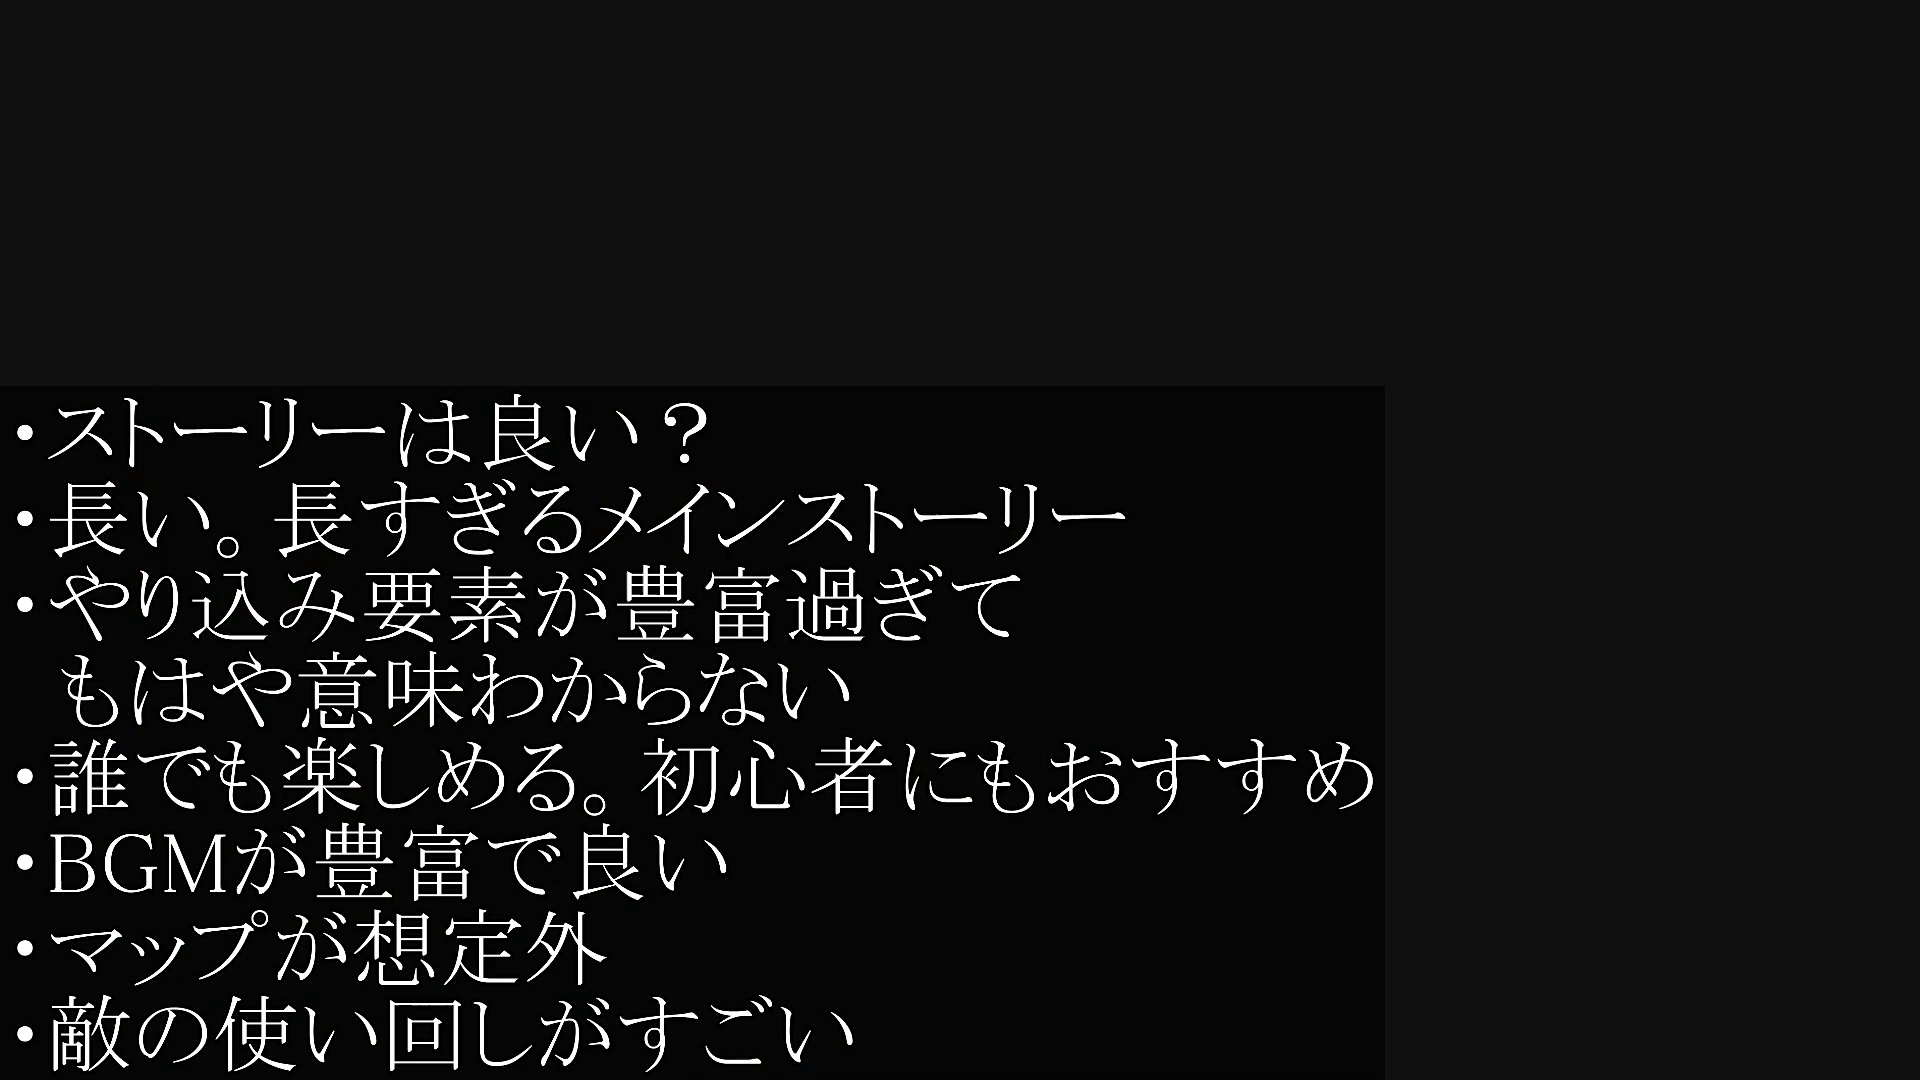 ・ストーリーは良い？
・長い。長すぎるメインストーリー
・やり込み要素が豊富過ぎて
もはや意味わからない
・誰でも楽しめる。初心者にもおすすめ
・BGMが豊富で良い
・マップが想定外
・敵の使い回しがすごい